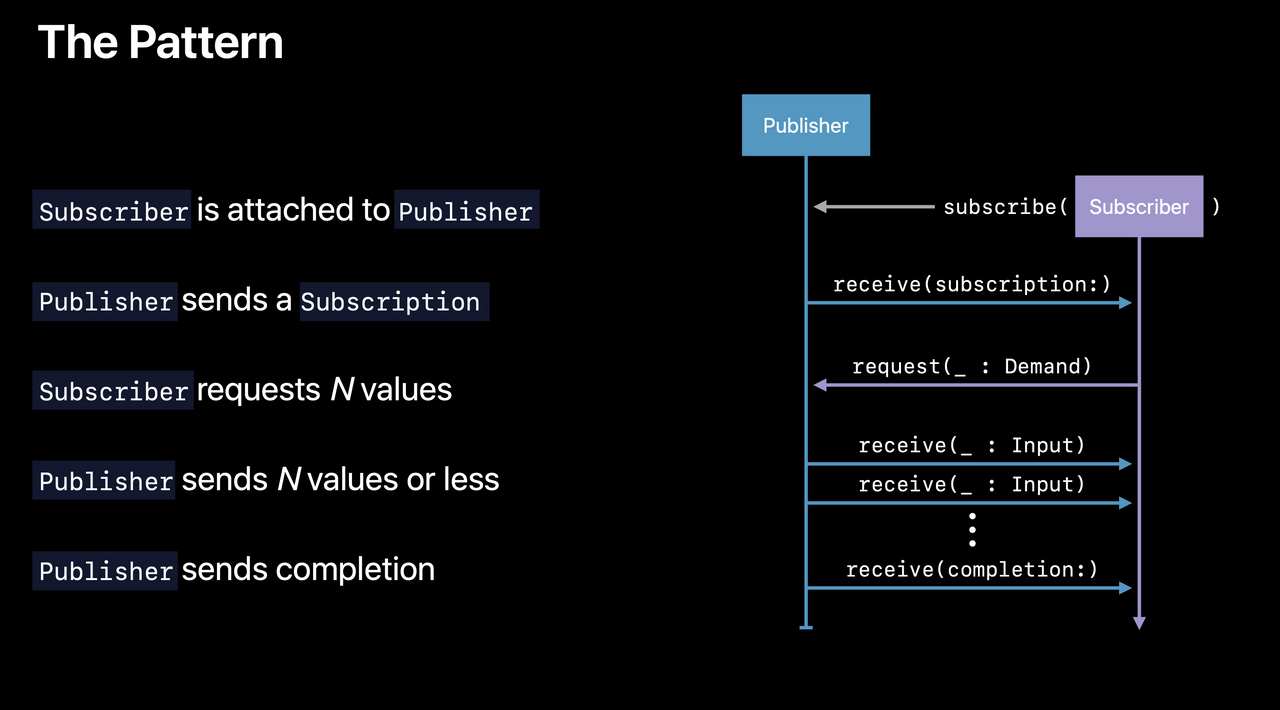 The Pattern
Subscriber is attached to Publisher
Publisher sends a Subscription
Subscriber requests N values
Publisher sends N values or less
Publisher sends completion
Publisher
subscribe( Subscriber )
receive(subscription:)
request(_ : Demand)
receive(_ : Input)
receive(_ : Input)
receive(completion:)